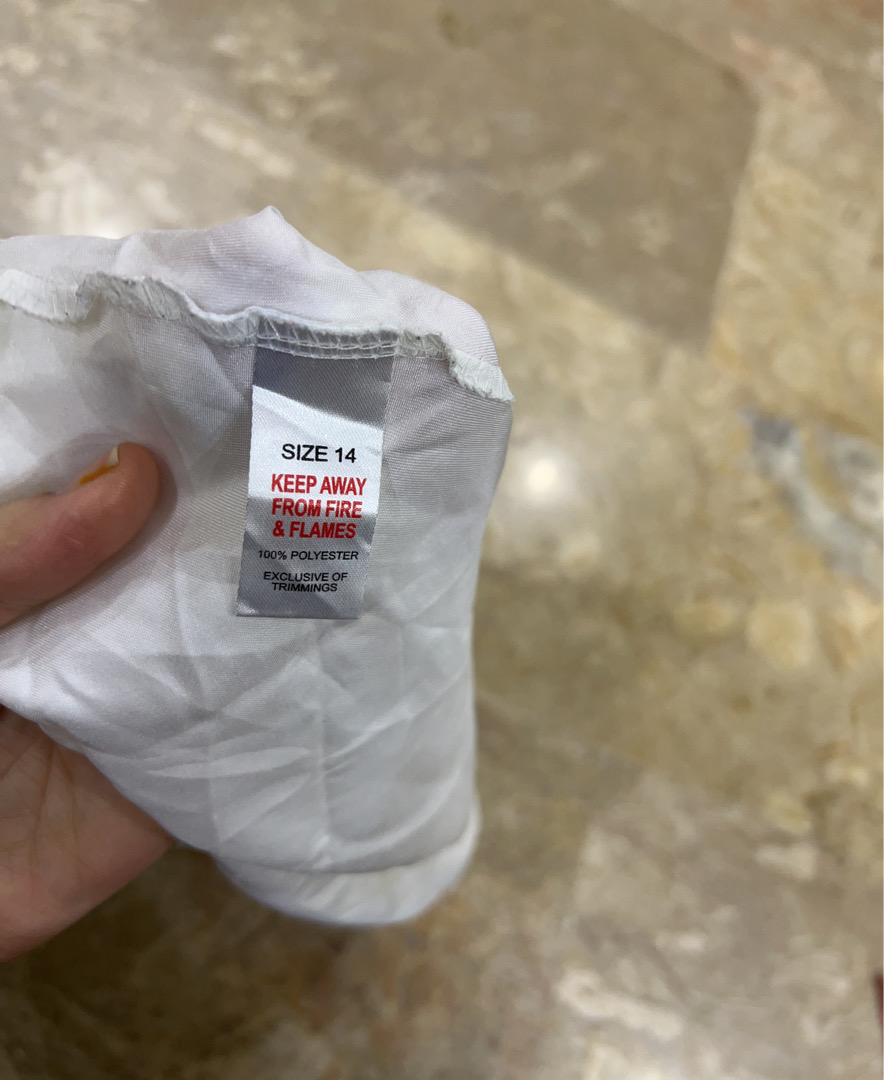 SIZE 14
KEEP AWAY
FROM FIRE
& FLAMES
100% POLYESTER
EXCLUSIVE OF
TRIMMINGS